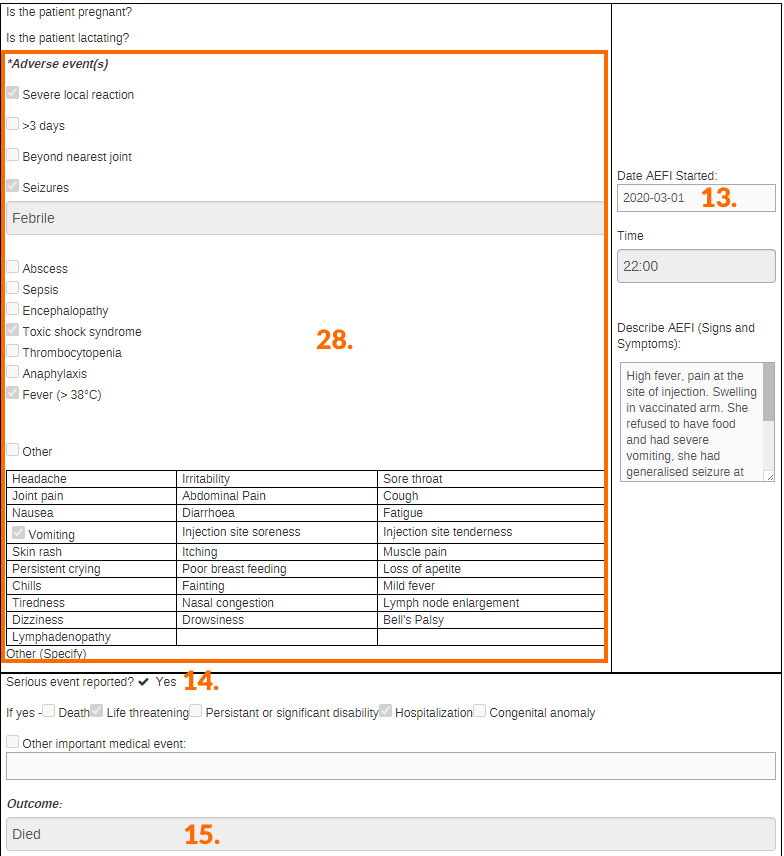 Is the patient pregnant?
Is the patient lactating?
*Adverse event(s)
Severe local reaction
>3 days
Beyond nearest joint
Seizures
Febrile
Abscess
Sepsis
Encephalopathy
Toxic shock syndrome
Thrombocytopenia
Anaphylaxis
Fever (> 38°C)
28.
Other
Headache Irritability Sore throat
Joint pain Abdominal Pain Cough
Nausea Diarrhoea Fatigue
Vomiting Injection site soreness Injection site tenderness
Skin rash Itching Muscle pain
Persistent crying Poor breast feeding Loss of apetite
Chills Fainting Mild fever
Tiredness Nasal congestion Lymph node enlargement
Dizziness Drowsiness Bell's Palsy
Lymphadenopathy
Other (Specify)
Date AEFI Started:
2020-03-01 13.
Time
22:00
Describe AEFI (Signs and
Symptoms):
High fever, pain at the
site of injection. Swelling
in vaccinated arm. She
refused to have food
and had severe
vomiting, she had
generalised seizure at
Serious event reported? ✔ Yes 14.
If yes - Death Life threatening Persistant or significant disability Hospitalization Congenital anomaly
Other important medical event:
Outcome:
Died 15.